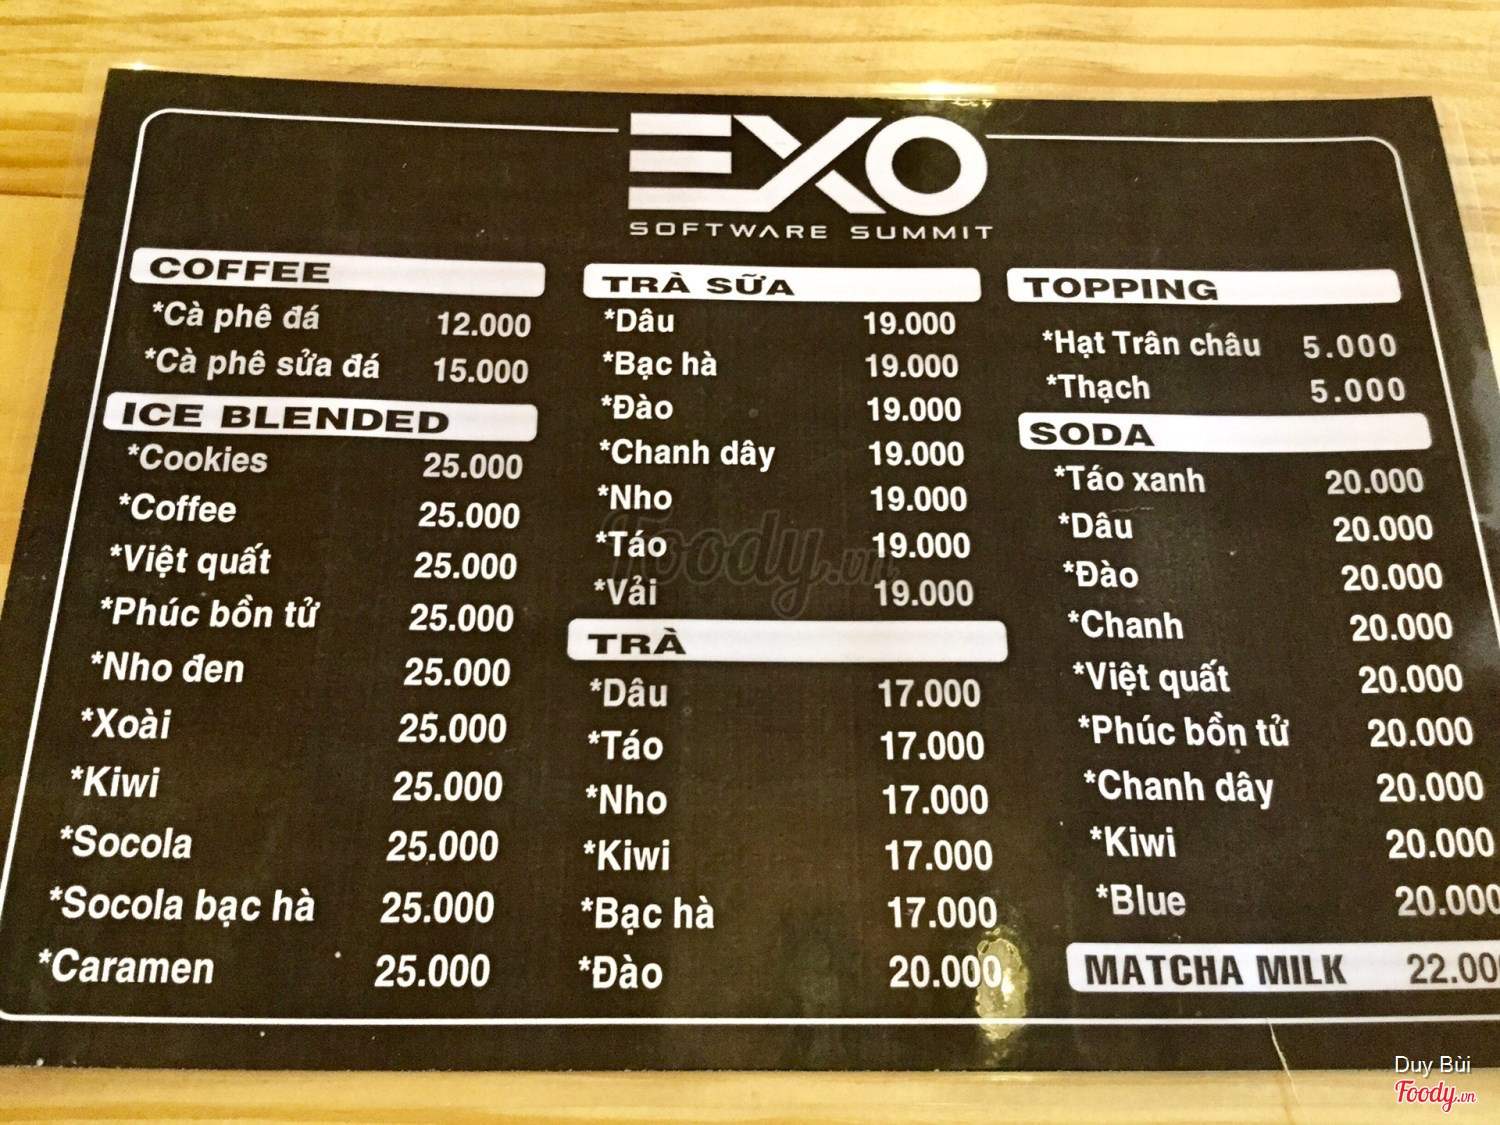 EXO
SOFTWARE SUMMIT
COFFEE
*Cà phê đá 12.000
*Cà phê sửa đá 15.000
ICE BLENDED
*Cookies 25.000
*Coffee 25.000
*Việt quất 25.000
*Phúc bồn tử 25.000
*Nho đen 25.000
*Xoài 25.000
*Kiwi 25.000
*Socola 25.000
*Socola bạc hà 25.000
*Caramen 25.000
TRÀ SỮA
*Dâu 19.000
*Bạc hà 19.000
*Đào 19.000
*Chanh dây 19.000
*Nho 19.000
*Táo 19.000
*Vải 19.000
TRÀ
*Dâu 17.000
*Táo 17.000
*Nho 17.000
*Kiwi 17.000
*Bạc hà 17.000
*Đào 20.000
TOPPING
*Hạt Trân châu 5.000
*Thạch 5.000
SODA
*Táo xanh 20.000
*Dâu 20.000
*Đào 20.000
*Chanh 20.000
*Việt quất 20.000
*Phúc bồn tử 20.000
*Chanh dây 20.000
*Kiwi 20.000
*Blue 20.000
MATCHA MILK 22.00
Foody.vn
Duy Bùi
Foody.vn